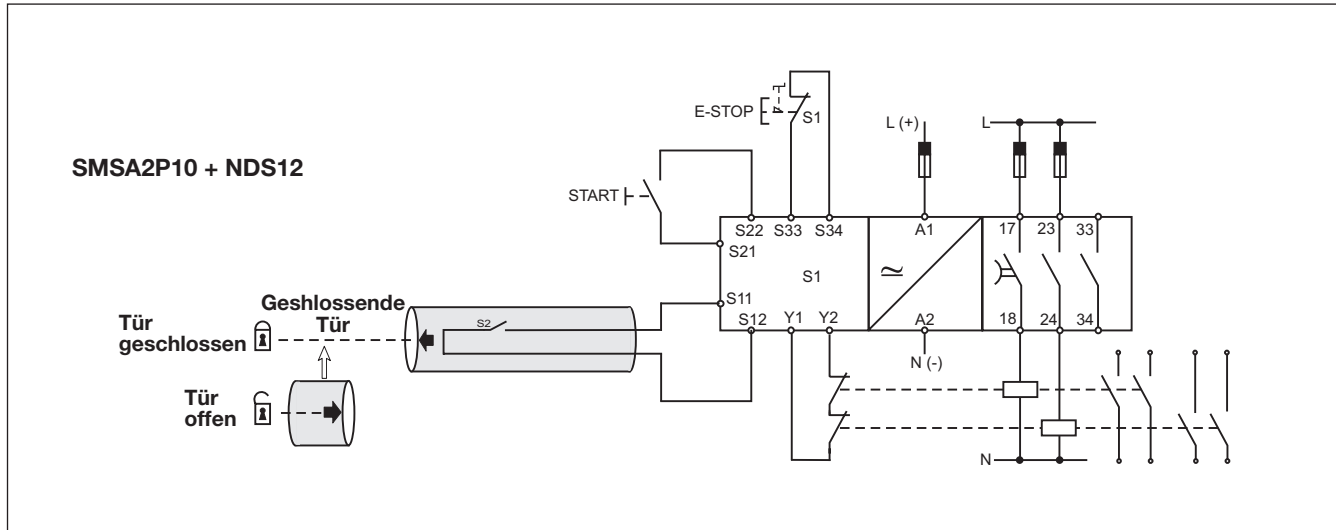 SMSA2P10 + NDS12
E-STOP
S1
L (+)
L
START
S22
S33
S34
A1
17
23
33
S21
S1
≃
S11
S12
Y1
Y2
A2
18
24
34
N (-)
Geshlossende
Tür
Tür
geschlossen
S2
Tür
offen
N